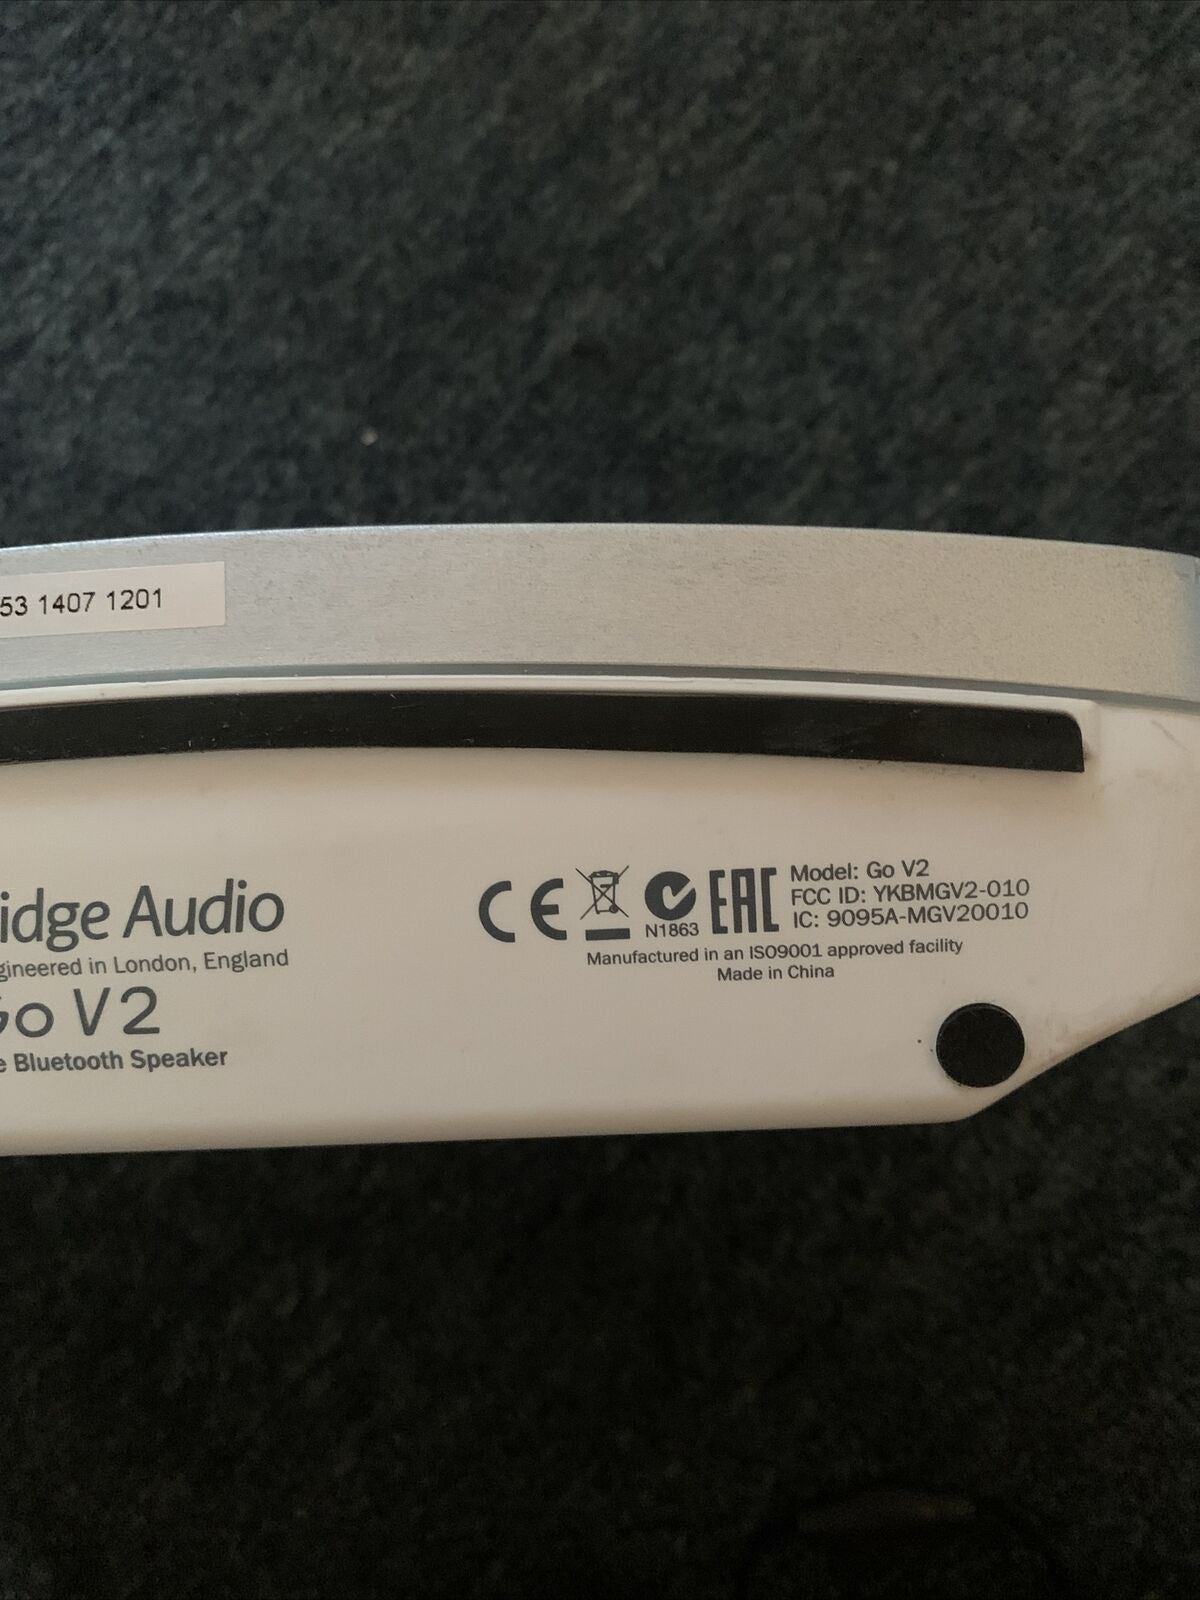 53 1407 1201
idge Audio
gineered in London, England
Go V2
e Bluetooth Speaker
CE
N1863
EAC
Model: Go V2
FCC ID: YKBMGV2-010
IC: 9095A-MGV20010
Manufactured in an ISO9001 approved facility
Made in China